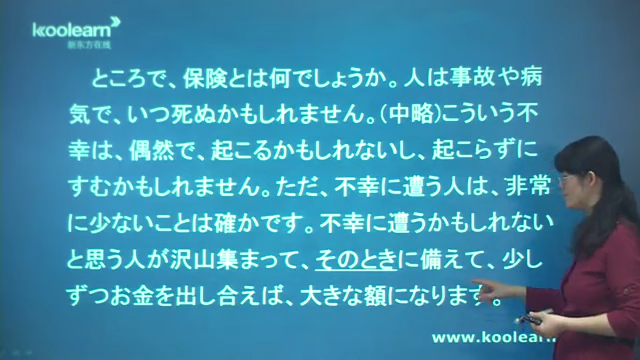 koolearn
新东方在线
ところで、保険とは何でしょうか。人は事故や病
気で、いつ死ぬかもしれません。(中略)こういう不
幸は、偶然で、起こるかもしれないし、起こらずに
すむかもしれません。ただ、不幸に遭う人は、非常
に少ないことは確かです。不幸に遭うかもしれない
と思う人が沢山集まって、そのときに備えて、少し
ずつお金を出し合えば、大きな額になります。
www.koolearn